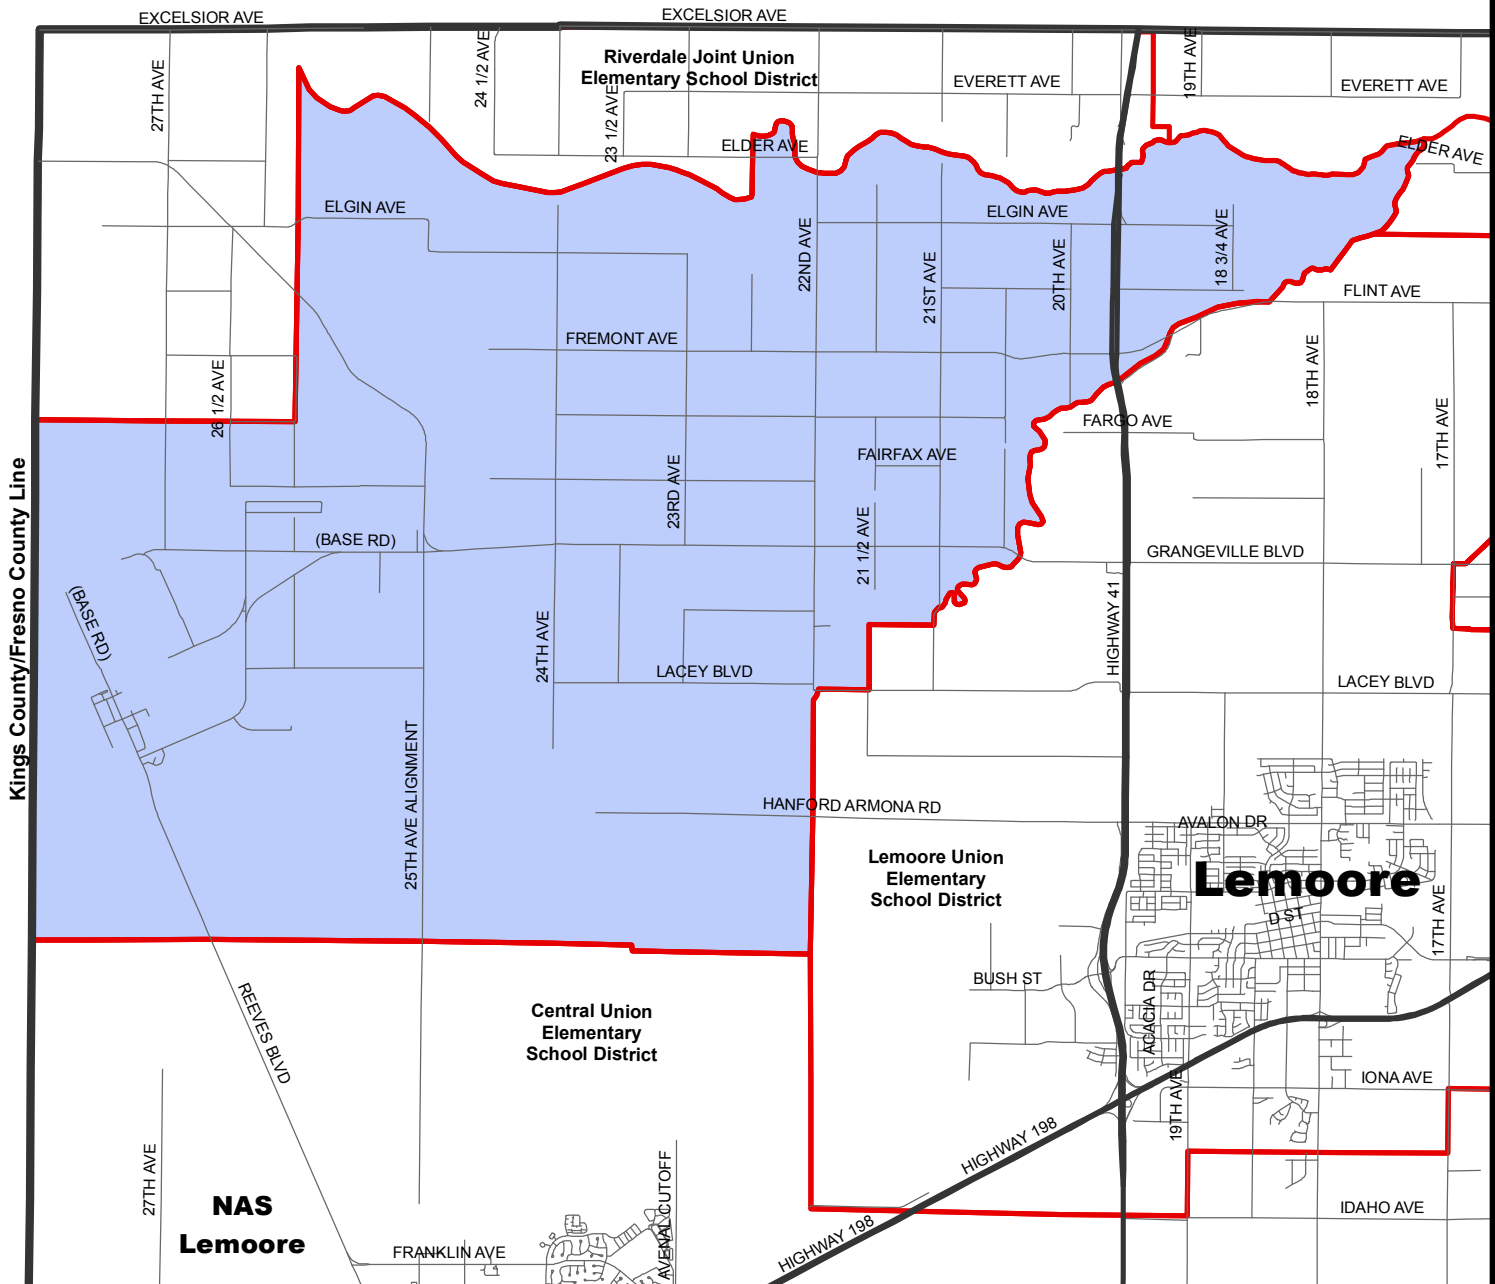 EXCELSIOR AVE
EXCELSIOR AVE
Riverdale Joint Union
Elementary School District
24 1/2 AVE
27TH AVE
19TH AVE
EVERETT AVE
EVERETT AVE
23 1/2 AVE
ELDER AVE
ELDER AVE
ELGIN AVE
ELGIN AVE
22ND AVE
21ST AVE
20TH AVE
18 3/4 AVE
FLINT AVE
FREMONT AVE
26 1/2 AVE
18TH AVE
17TH AVE
FARGO AVE
FAIRFAX AVE
23RD AVE
21 1/2 AVE
(BASE RD)
GRANGEVILLE BLVD
(BASE RD)
Kings County/Fresno County Line
24TH AVE
HIGHWAY 41
LACEY BLVD
LACEY BLVD
25TH AVE ALIGNMENT
HANFORD ARMONA RD
AVALON DR
Lemoore Union
Elementary
School District
Lemoore
D ST
17TH AVE
BUSH ST
ACACIA DR
REEVES BLVD
Central Union
Elementary
School District
IONA AVE
19TH AVE
HIGHWAY 198
27TH AVE
NAS
Lemoore
AVENAL CUTOFF
IDAHO AVE
FRANKLIN AVE
HIGHWAY 198